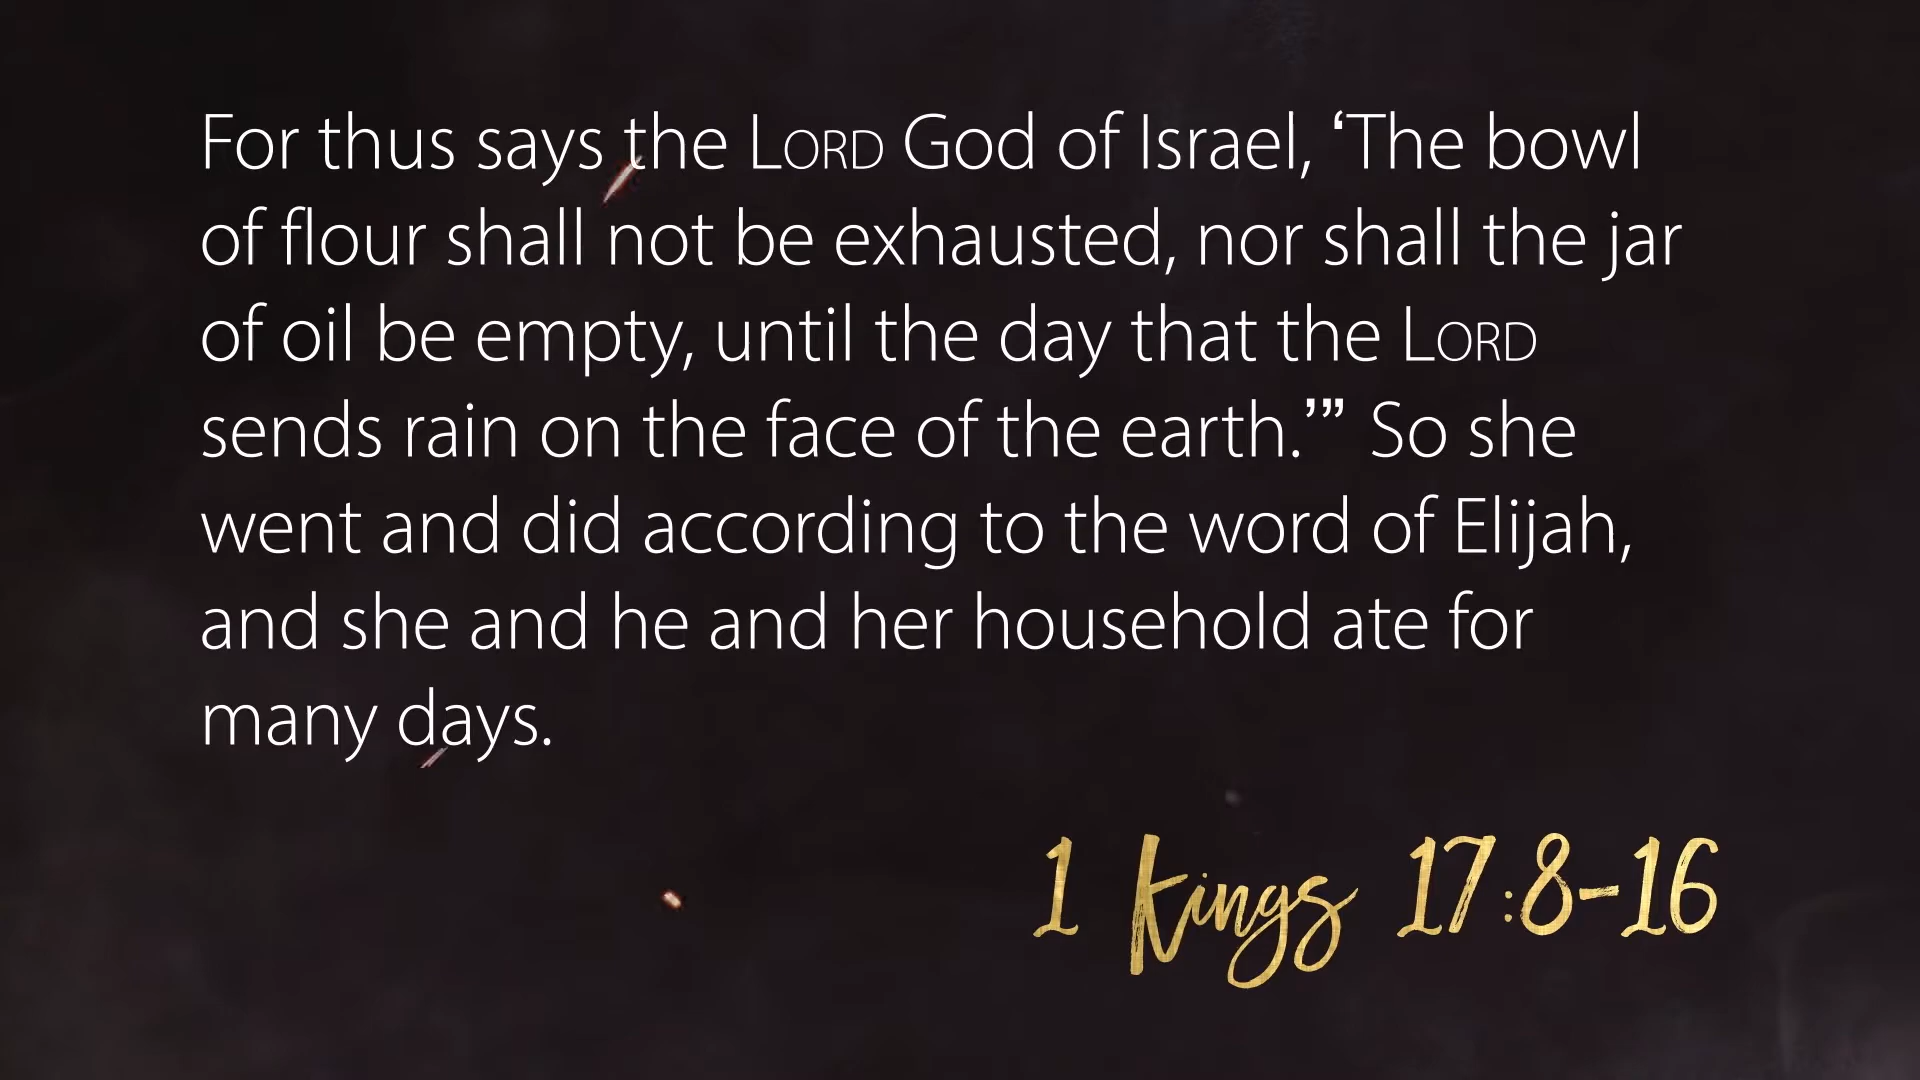 For thus says the LORD God of Israel, ‘The bowl
of flour shall not be exhausted, nor shall the jar
of oil be empty, until the day that the LORD
sends rain on the face of the earth.’” So she
went and did according to the word of Elijah,
and she and he and her household ate for
many days.
1 Kings 17:8-16